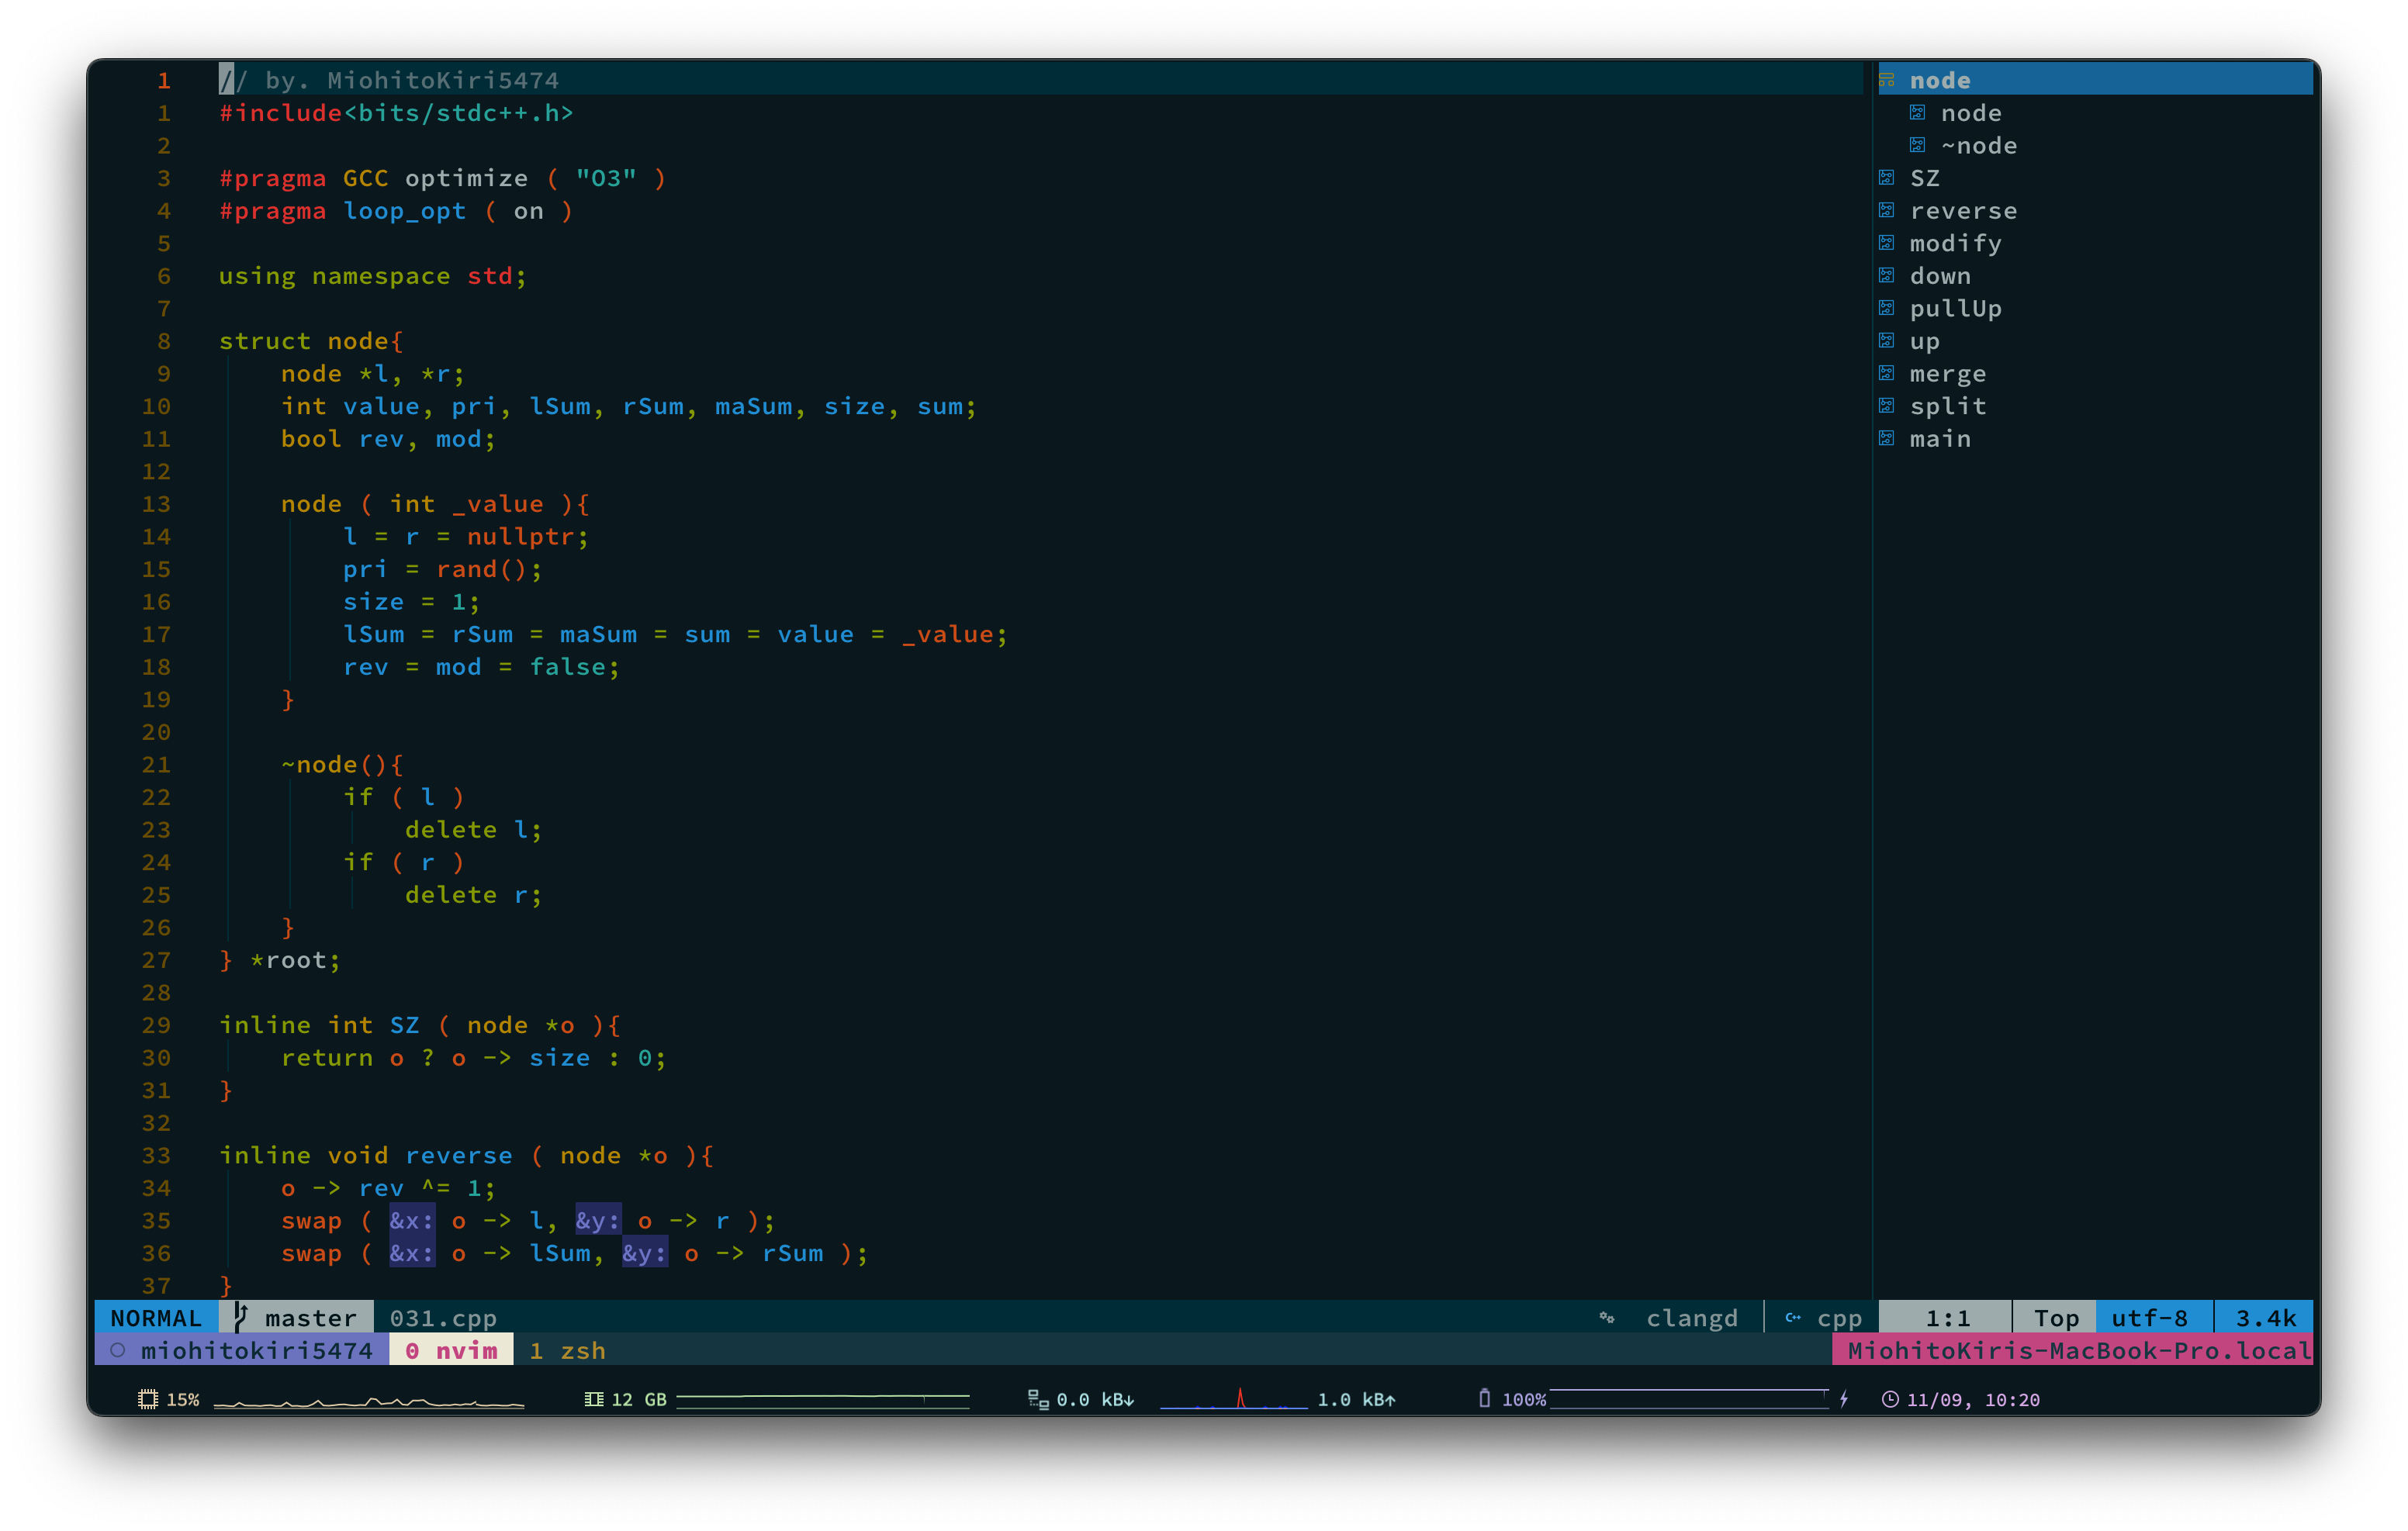 1 // by. MiohitoKiri5474
1 #include<bits/stdc++.h>
2
3 #pragma GCC optimize ( "O3" )
4 #pragma loop_opt ( on )
5
6 using namespace std;
7
8 struct node{
9 node *l, *r;
10 int value, pri, lSum, rSum, maSum, size, sum;
11 bool rev, mod;
12
13 node ( int _value ){
14 l = r = nullptr;
15 pri = rand();
16 size = 1;
17 lSum = rSum = maSum = sum = value = _value;
18 rev = mod = false;
19 }
20
21 ~node(){
22 if ( l )
23 delete l;
24 if ( r )
25 delete r;
26 }
27 } *root;
28
29 inline int SZ ( node *o ){
30 return o ? o -> size : 0;
31 }
32
33 inline void reverse ( node *o ){
34 o -> rev ^= 1;
35 swap ( &x: o -> l, &y: o -> r );
36 swap ( &x: o -> lSum, &y: o -> rSum );
37 }
node
node
~node
SZ
reverse
modify
down
pullUp
up
merge
split
main
NORMAL master 031.cpp clangd C++ cpp 1:1 Top utf-8 3.4k
miohitokiri5474 0 nvim 1 zsh MiohitoKiris-MacBook-Pro.local
15% 12 GB 0.0 kB↓ 1.0 kB↑ 100% 11/09, 10:20